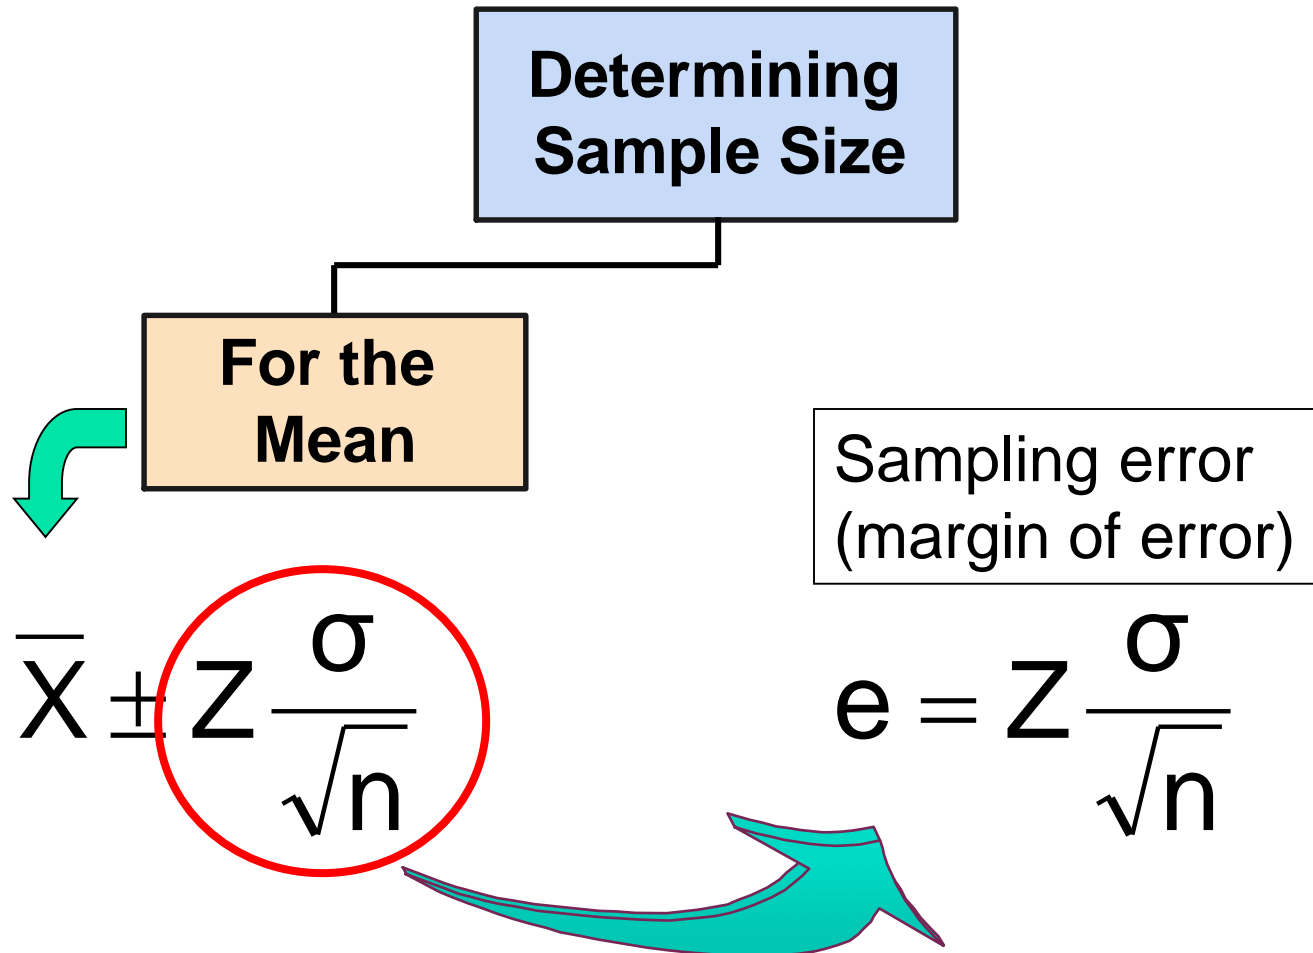 Determining
Sample Size
For the
Mean
Sampling error
(margin of error)
X̅ ± Z σ/√n
e = Z σ/√n